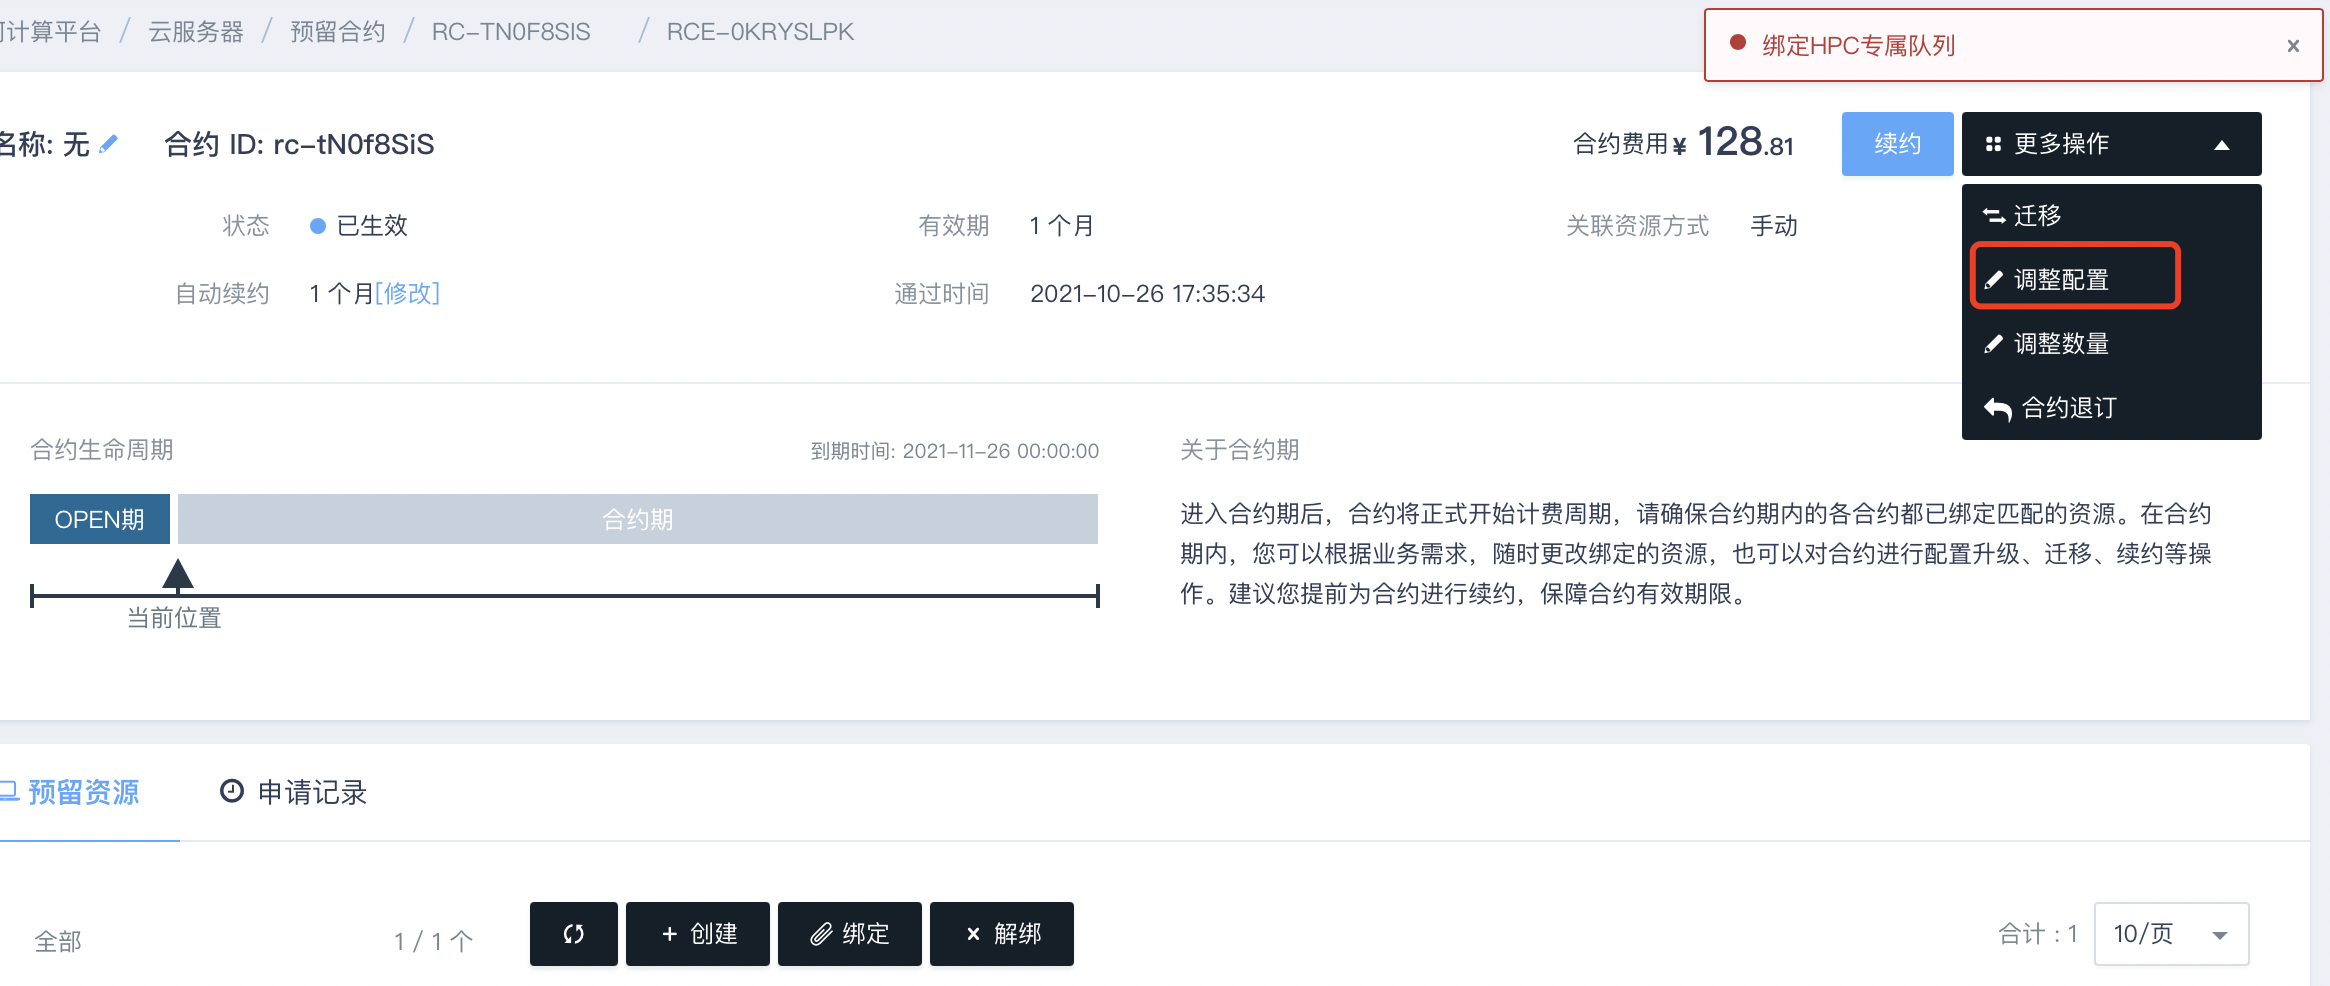 计算平台 / 云服务器 / 预留合约 / RC-TN0F8SIS / RCE-0KRYSLPK
绑定HPC专属队列 ×
名称: 无 合约 ID: rc-tN0f8SiS
合约费用 ¥ 128.81
续约
更多操作
状态 已生效
有效期 1 个月
关联资源方式 手动
自动续约 1 个月[修改]
通过时间 2021-10-26 17:35:34
迁移
调整配置
调整数量
合约退订
合约生命周期
到期时间: 2021-11-26 00:00:00
OPEN期
合约期
当前位置
关于合约期
进入合约期后，合约将正式开始计费周期，请确保合约期内的各合约都已绑定匹配的资源。在合约
期内，您可以根据业务需求，随时更改绑定的资源，也可以对合约进行配置升级、迁移、续约等操
作。建议您提前为合约进行续约，保障合约有效期限。
预留资源
申请记录
全部
1 / 1 个
+ 创建
绑定
× 解绑
合计 : 1
10/页